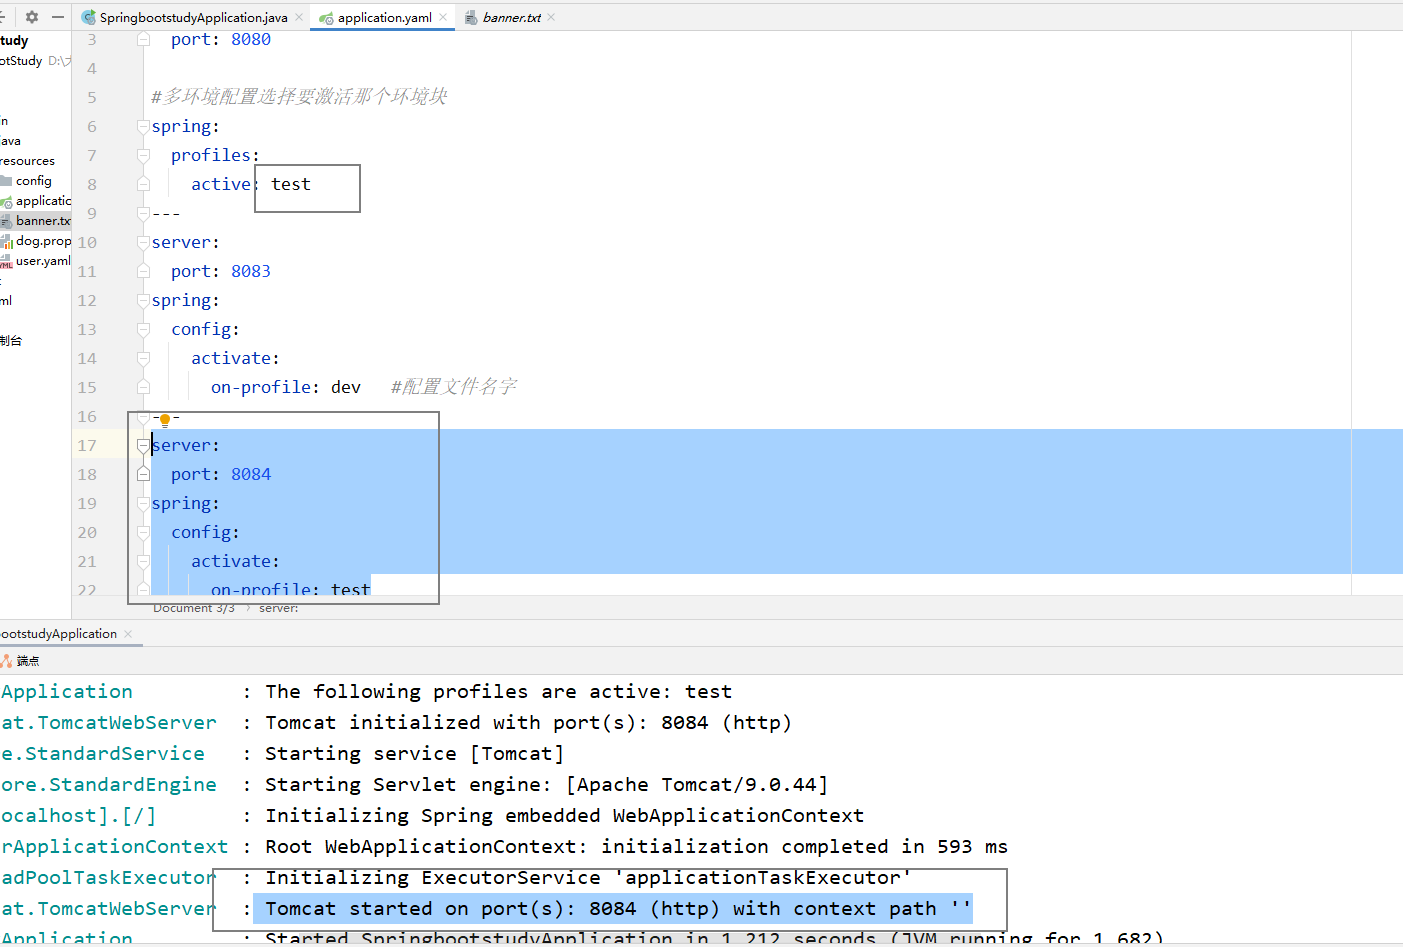 SpringbootstudyApplication.java
application.yaml
banner.txt
tudy
otStudy D:\
n
ava
resources
config
applicatic
banner.tx
dog.prop
user.yaml
ml
制台
3 port: 8080
4
5 #多环境配置选择要激活那个环境块
6 spring:
7 profiles:
8 active: test
9 ---
10 server:
11 port: 8083
12 spring:
13 config:
14 activate:
15 on-profile: dev #配置文件名字
16 ---
17 server:
18 port: 8084
19 spring:
20 config:
21 activate:
22 on-profile: test
Document 3/3 › server:
ootstudyApplication
端点
Application : The following profiles are active: test
at.TomcatWebServer : Tomcat initialized with port(s): 8084 (http)
e.StandardService : Starting service [Tomcat]
ore.StandardEngine : Starting Servlet engine: [Apache Tomcat/9.0.44]
ocalhost].[/] : Initializing Spring embedded WebApplicationContext
rApplicationContext : Root WebApplicationContext: initialization completed in 593 ms
adPoolTaskExecutor : Initializing ExecutorService 'applicationTaskExecutor'
at.TomcatWebServer : Tomcat started on port(s): 8084 (http) with context path ''
Application : Started SpringbootstudyApplication in 1.212 seconds (JVM running for 1.682)